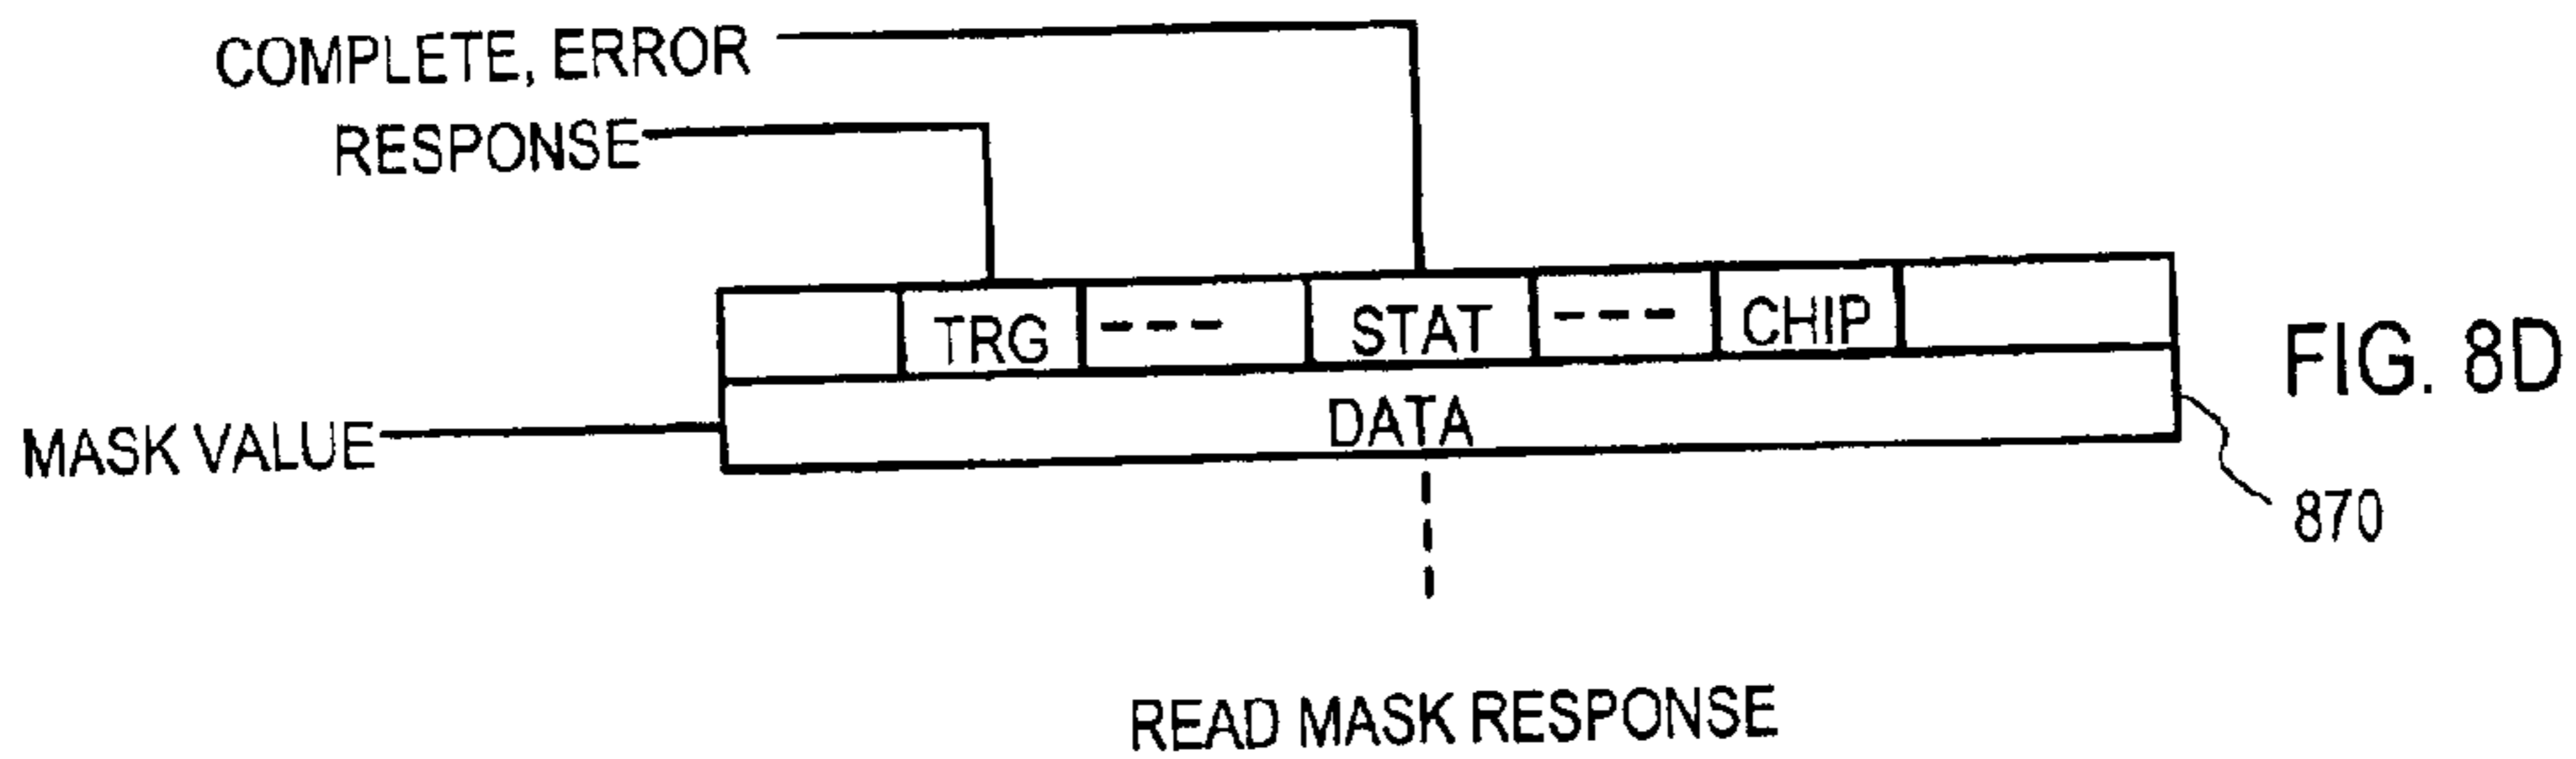 COMPLETE, ERROR
RESPONSE
TRG --- STAT --- CHIP
FIG. 8D
DATA
MASK VALUE
870
READ MASK RESPONSE